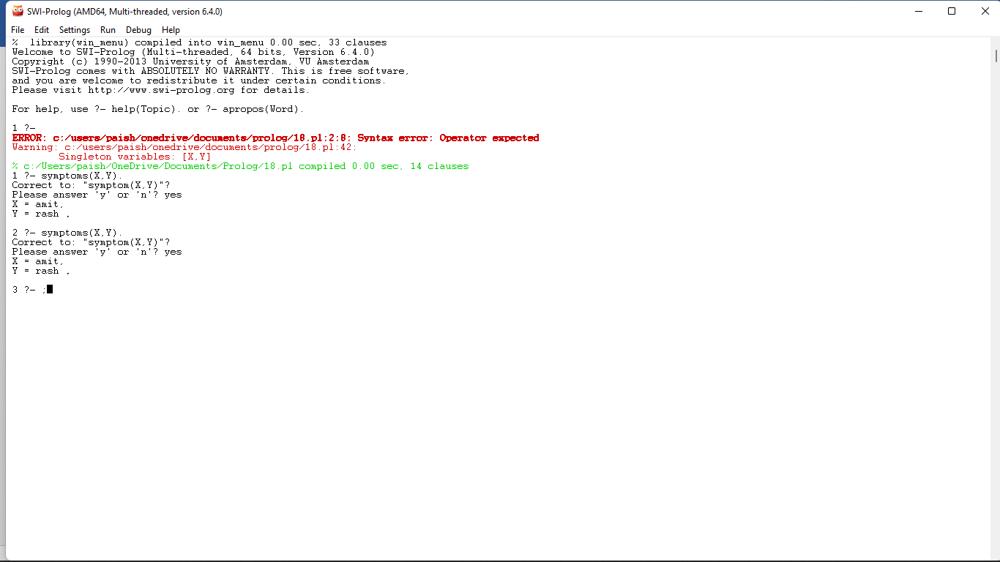 SWI-Prolog (AMD64, Multi-threaded, version 6.4.0)
File Edit Settings Run Debug Help
%  library(win_menu) compiled into win_menu 0.00 sec, 33 clauses
Welcome to SWI-Prolog (Multi-threaded, 64 bits, Version 6.4.0)
Copyright (c) 1990-2013 University of Amsterdam, VU Amsterdam
SWI-Prolog comes with ABSOLUTELY NO WARRANTY. This is free software,
and you are welcome to redistribute it under certain conditions.
Please visit http://www.swi-prolog.org for details.

For help, use ?- help(Topic). or ?- apropos(Word).

1 ?-
ERROR: c:/users/paish/onedrive/documents/prolog/18.pl:2:8: Syntax error: Operator expected
Warning: c:/users/paish/onedrive/documents/prolog/18.pl:42:
        Singleton variables: [X,Y]
% c:/Users/paish/OneDrive/Documents/Prolog/18.pl compiled 0.00 sec, 14 clauses
1 ?- symptoms(X,Y).
Correct to: "symptom(X,Y)"?
Please answer 'y' or 'n'? yes
X = amit,
Y = rash ,

2 ?- symptoms(X,Y).
Correct to: "symptom(X,Y)"?
Please answer 'y' or 'n'? yes
X = amit,
Y = rash ,

3 ?- ;